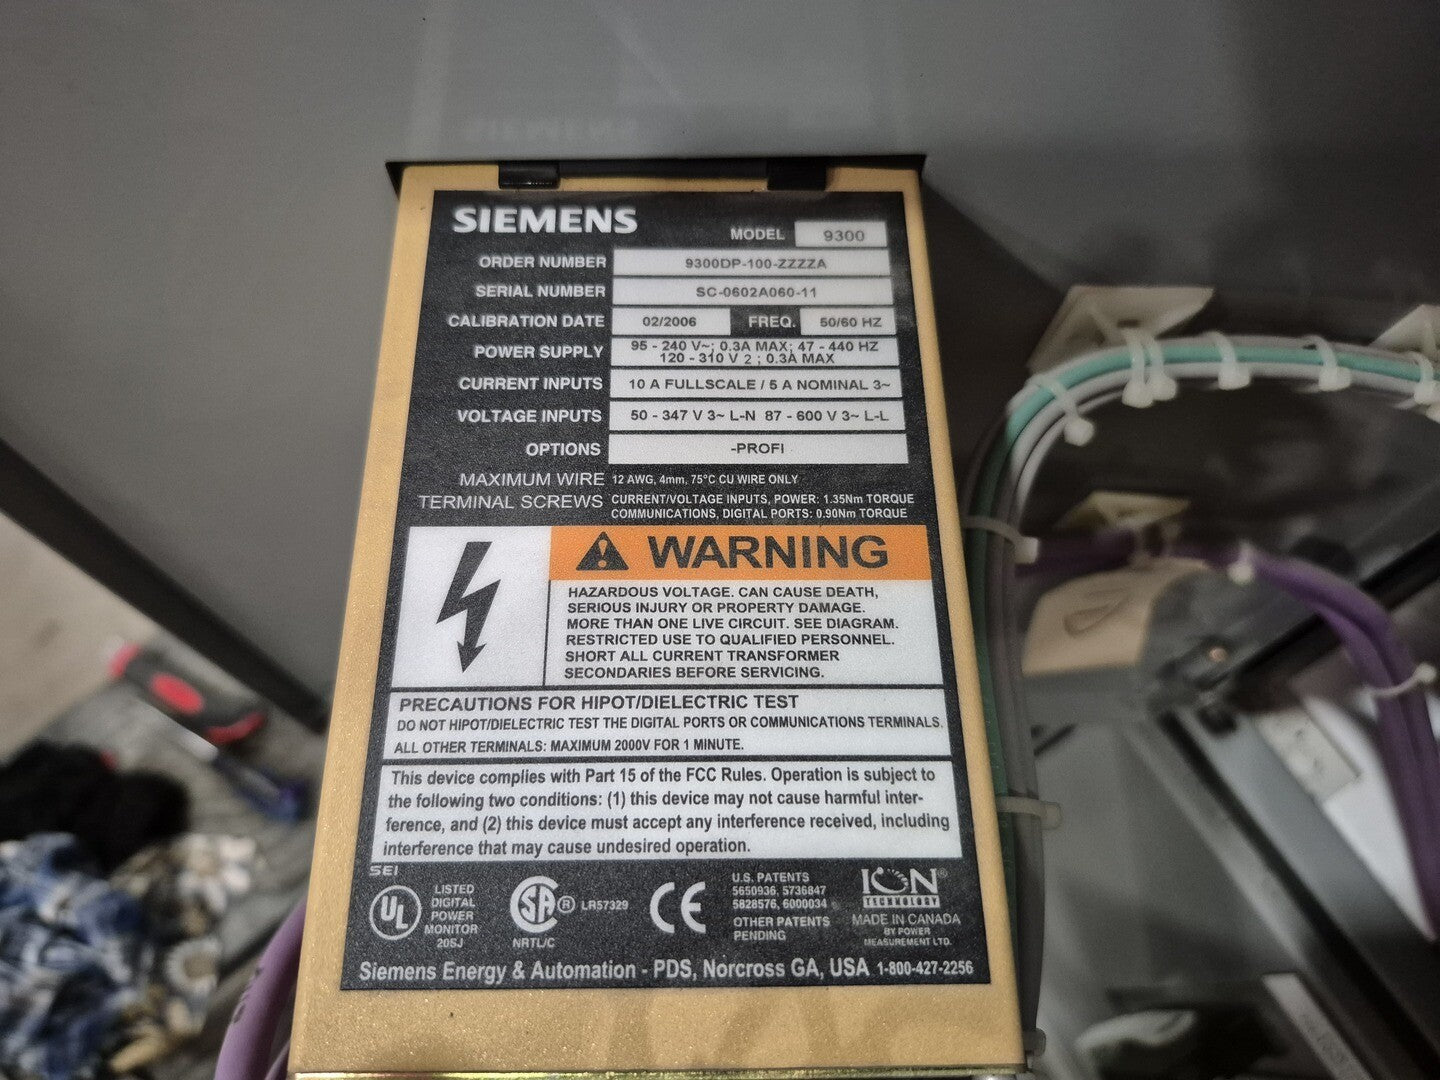 SIEMENS
MODEL 9300
ORDER NUMBER 9300DP-100-ZZZZA
SERIAL NUMBER SC-0602A060-11
CALIBRATION DATE 02/2006 FREQ. 50/60 HZ
POWER SUPPLY 95 - 240 V~; 0.3A MAX; 47 - 440 HZ
120 - 310 V 2 ; 0.3A MAX
CURRENT INPUTS 10 A FULLSCALE / 5 A NOMINAL 3~
VOLTAGE INPUTS 50 - 347 V 3~ L-N 87 - 600 V 3~ L-L
OPTIONS -PROFI
MAXIMUM WIRE 12 AWG, 4mm, 75°C CU WIRE ONLY
TERMINAL SCREWS CURRENT/VOLTAGE INPUTS, POWER: 1.35Nm TORQUE
COMMUNICATIONS, DIGITAL PORTS: 0.90Nm TORQUE
WARNING
HAZARDOUS VOLTAGE. CAN CAUSE DEATH,
SERIOUS INJURY OR PROPERTY DAMAGE.
MORE THAN ONE LIVE CIRCUIT. SEE DIAGRAM.
RESTRICTED USE TO QUALIFIED PERSONNEL.
SHORT ALL CURRENT TRANSFORMER
SECONDARIES BEFORE SERVICING.
PRECAUTIONS FOR HIPOT/DIELECTRIC TEST
DO NOT HIPOT/DIELECTRIC TEST THE DIGITAL PORTS OR COMMUNICATIONS TERMINALS.
ALL OTHER TERMINALS: MAXIMUM 2000V FOR 1 MINUTE.
This device complies with Part 15 of the FCC Rules. Operation is subject to
the following two conditions: (1) this device may not cause harmful inter-
ference, and (2) this device must accept any interference received, including
interference that may cause undesired operation.
SEI
UL
LISTED
DIGITAL
POWER
MONITOR
20SJ
SA ® LR57329
NRTL/C
CE
U.S. PATENTS
5650936, 5736847
5828576, 6000034
OTHER PATENTS
PENDING
ION®
TECHNOLOGY
MADE IN CANADA
BY POWER
MEASUREMENT LTD.
Siemens Energy & Automation - PDS, Norcross GA, USA 1-800-427-2256